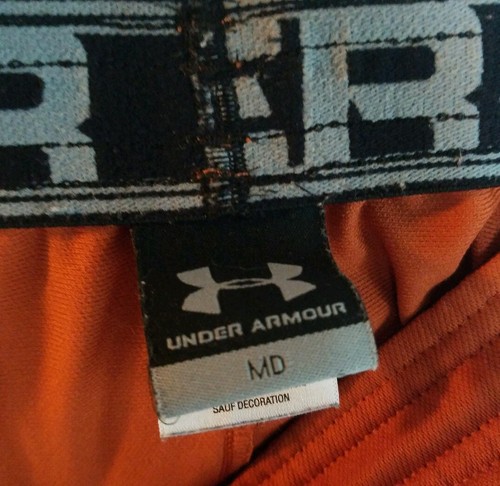 R R
UNDER ARMOUR
MD
SAUF DECORATION